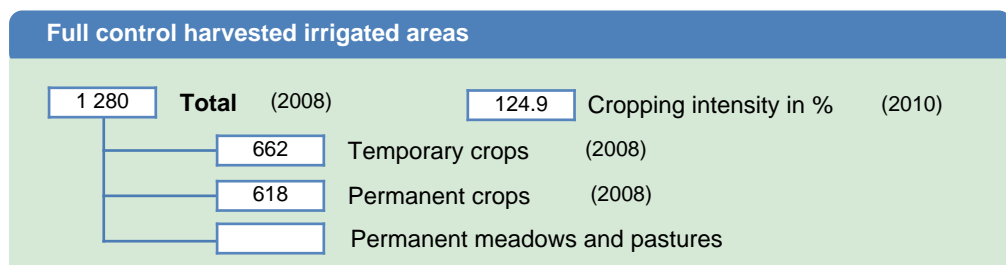 Full control harvested irrigated areas
1 280 Total (2008) 124.9 Cropping intensity in % (2010)
662 Temporary crops (2008)
618 Permanent crops (2008)
Permanent meadows and pastures